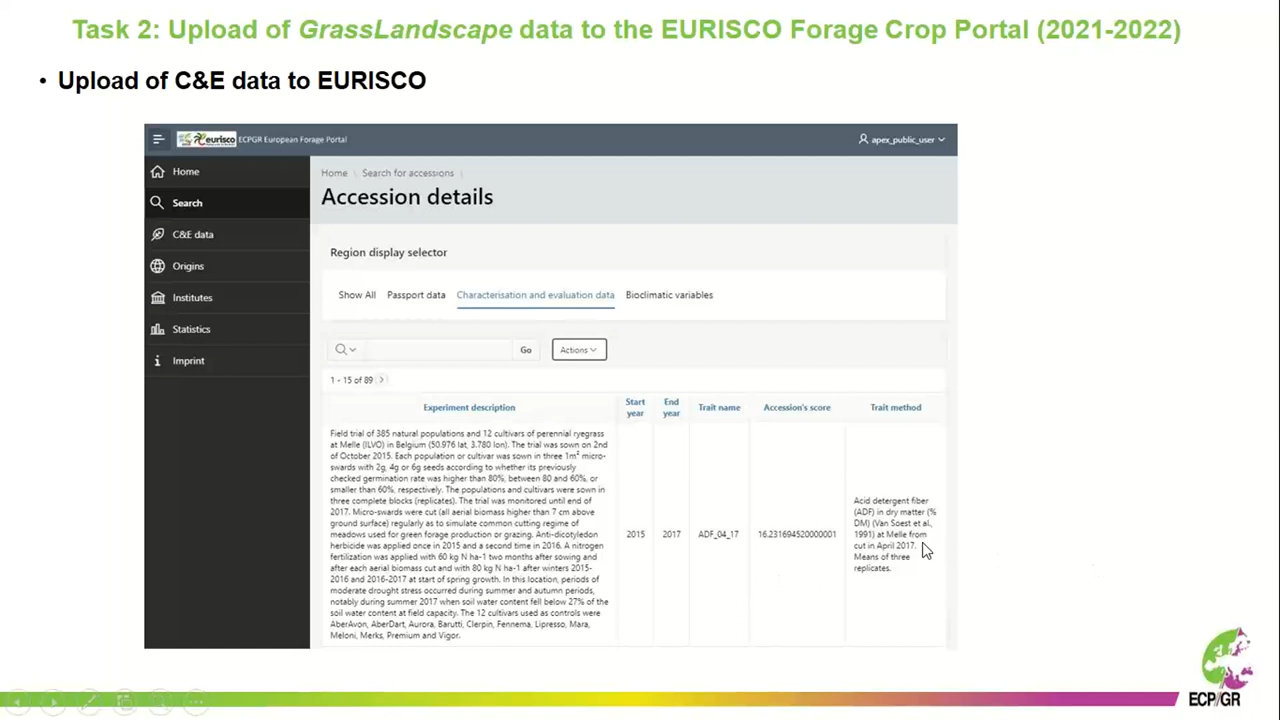 Task 2: Upload of GrassLandscape data to the EURISCO Forage Crop Portal (2021-2022)
• Upload of C&E data to EURISCO
eurisco ECPGR European Forage Portal
apex_public_user
Home
Search
C&E data
Origins
Institutes
Statistics
Imprint
Home \ Search for accessions \
Accession details
Region display selector
Show All Passport data Characterisation and evaluation data Bioclimatic variables
Go Actions
1 - 15 of 89
Experiment description
Start year
End year
Trait name
Accession's score
Trait method
Field trial of 385 natural populations and 12 cultivars of perennial ryegrass
at Melle (ILVO) in Belgium (50.976 lat, 3.780 lon). The trial was sown on 2nd
of October 2015. Each population or cultivar was sown in three 1m² micro-
swards with 2g, 4g or 6g seeds according to whether its previously
checked germination rate was higher than 80%, between 80 and 60%, or
smaller than 60%, respectively. The populations and cultivars were sown in
three complete blocks (replicates). The trial was monitored until end of
2017. Micro-swards were cut (all aerial biomass higher than 7 cm above
ground surface) regularly as to simulate common cutting regime of
meadows used for green forage production or grazing. Anti-dicotyledon
herbicide was applied once in 2015 and a second time in 2016. A nitrogen
fertilization was applied with 60 kg N ha-1 two months after sowing and
after each aerial biomass cut and with 80 kg N ha-1 after winters 2015-
2016 and 2016-2017 at start of spring growth. In this location, periods of
moderate drought stress occurred during summer and autumn periods,
notably during summer 2017 when soil water content fell below 27% of the
soil water content at field capacity. The 12 cultivars used as controls were
AberAvon, AberDart, Aurora, Barutti, Clerpin, Fennema, Lipresso, Mara,
Meloni, Merks, Premium and Vigor.
2015
2017
ADF_04_17
16.2316945200000001
Acid detergent fiber
(ADF) in dry matter (%
DM) (Van Soest et al.,
1991) at Melle from
cut in April 2017.
Means of three
replicates.
ECP/GR